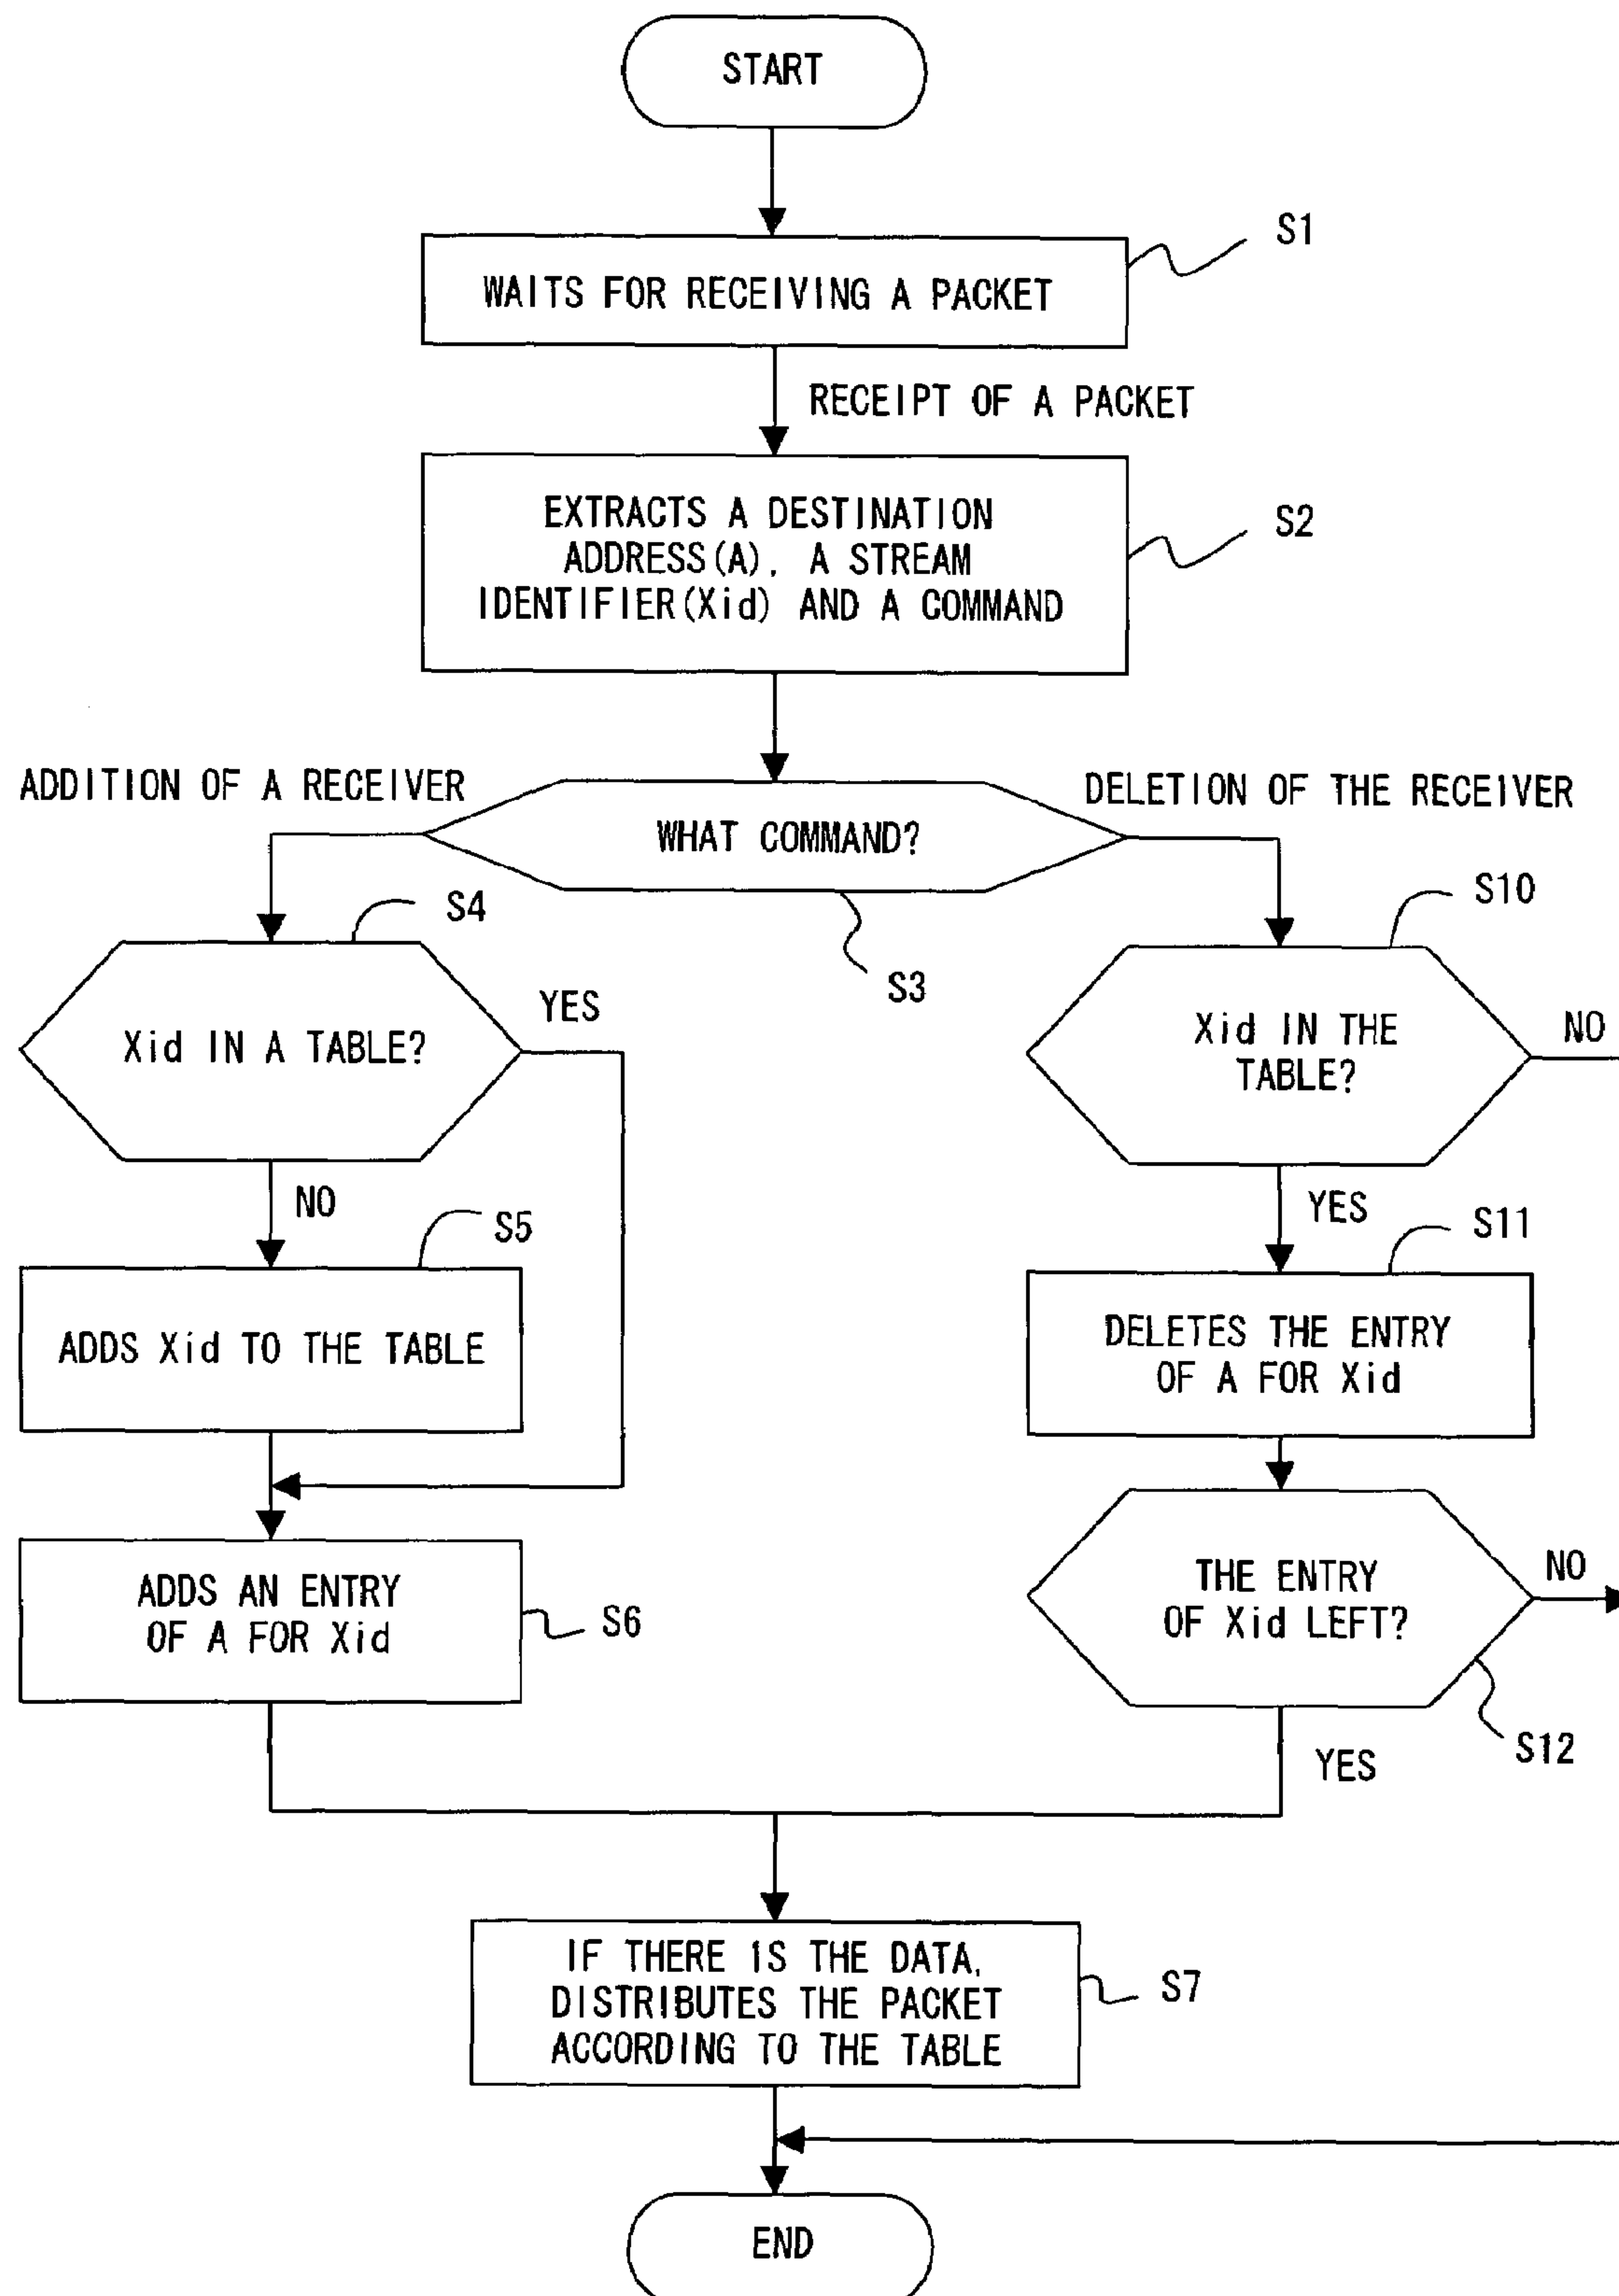 START
S1
WAITS FOR RECEIVING A PACKET
RECEIPT OF A PACKET
EXTRACTS A DESTINATION
ADDRESS(A), A STREAM
IDENTIFIER(Xid) AND A COMMAND
S2
ADDITION OF A RECEIVER
DELETION OF THE RECEIVER
WHAT COMMAND?
S3
S4
Xid IN A TABLE?
YES
NO
S5
ADDS Xid TO THE TABLE
ADDS AN ENTRY
OF A FOR Xid
S6
S10
Xid IN THE
TABLE?
NO
YES
S11
DELETES THE ENTRY
OF A FOR Xid
THE ENTRY
OF Xid LEFT?
NO
S12
YES
IF THERE IS THE DATA,
DISTRIBUTES THE PACKET
ACCORDING TO THE TABLE
S7
END